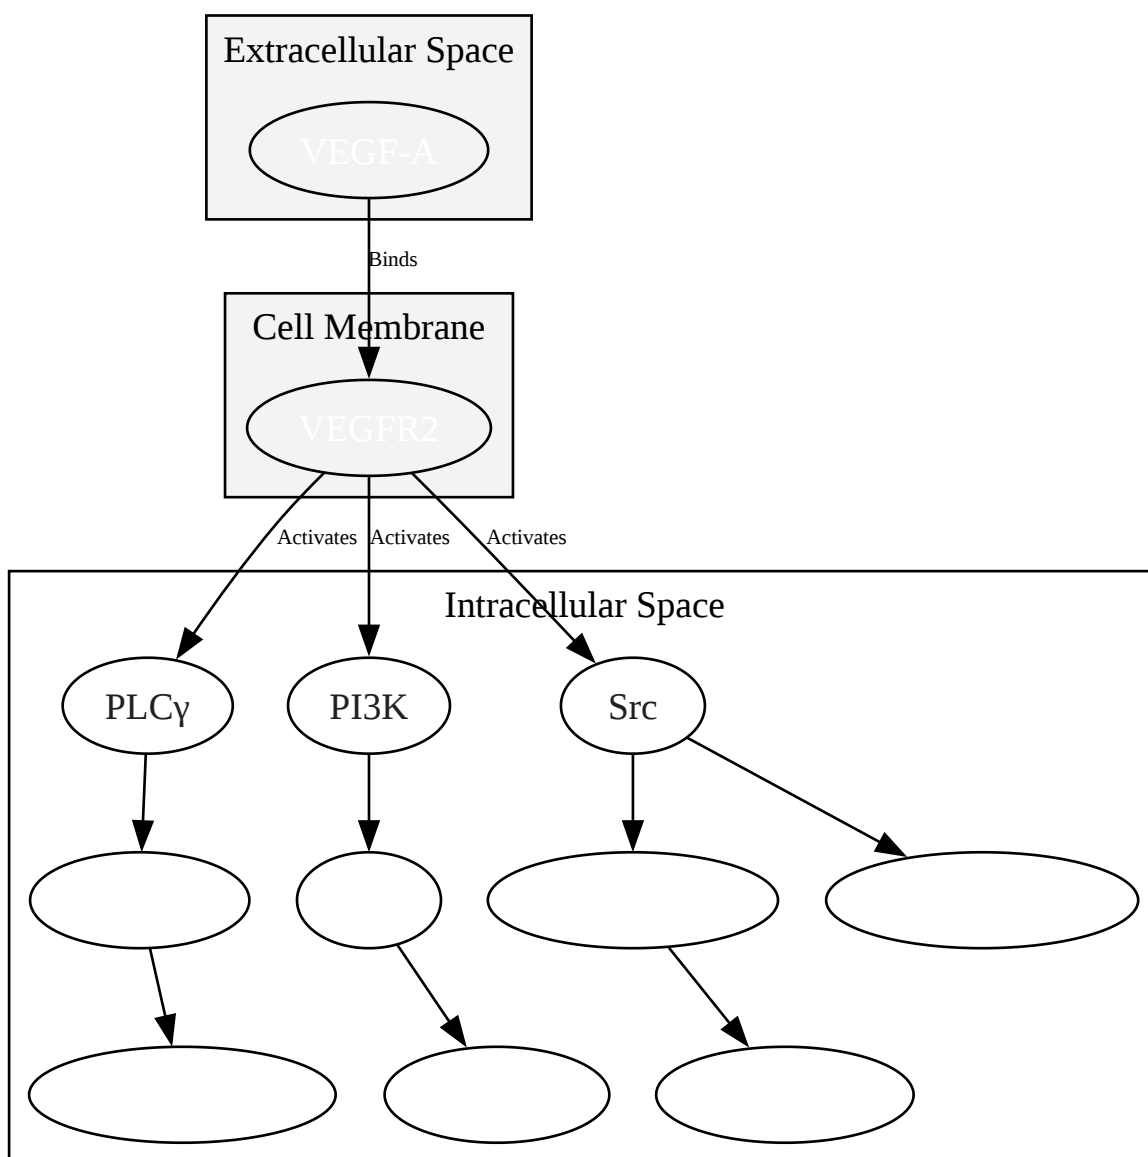 Extracellular Space
VEGF-A
Binds
Cell Membrane
VEGFR2
Activates
Activates
Activates
Intracellular Space
PLCγ
PI3K
Src